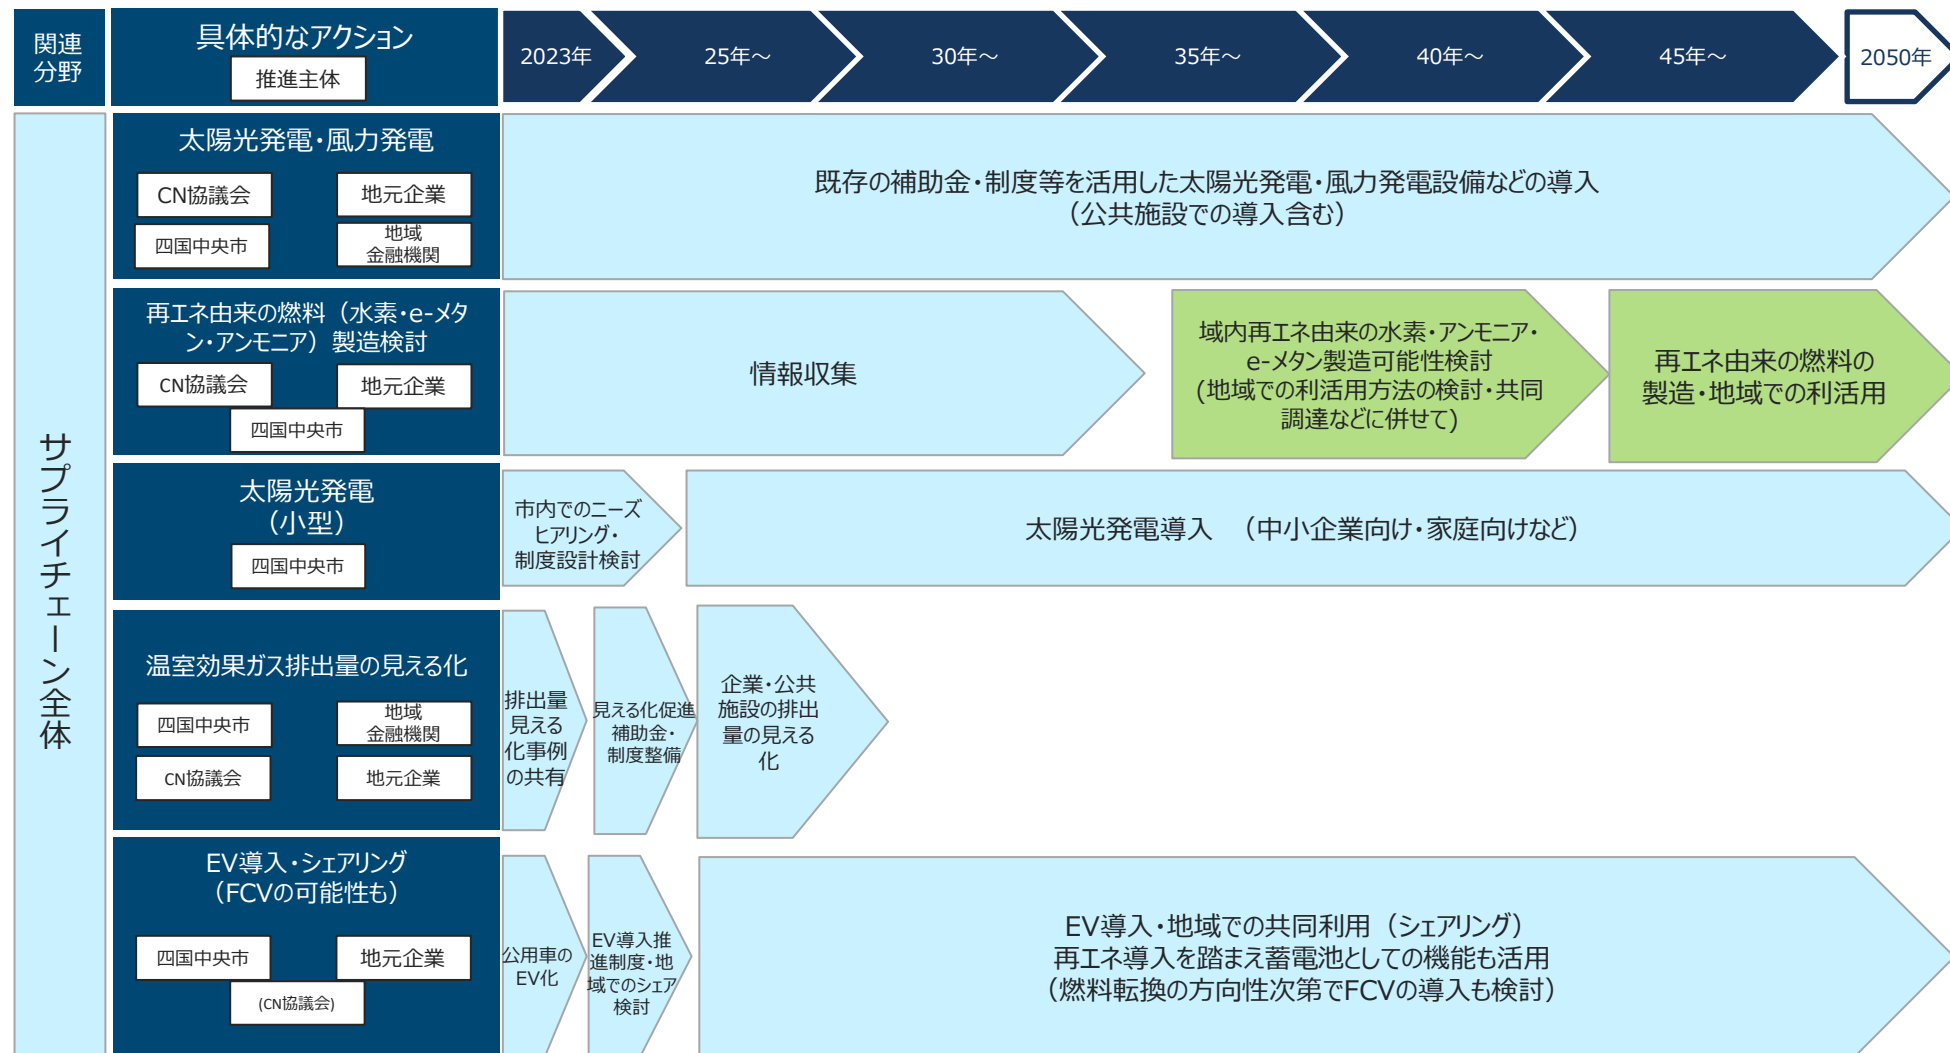 関連
分野
具体的なアクション
推進主体
2023年
25年～
30年～
35年～
40年～
45年～
2050年
サプライチェーン全体
太陽光発電・風力発電
CN協議会
地元企業
四国中央市
地域
金融機関
既存の補助金・制度等を活用した太陽光発電・風力発電設備などの導入
（公共施設での導入含む）
再エネ由来の燃料（水素・e-メタ
ン・アンモニア）製造検討
CN協議会
地元企業
四国中央市
情報収集
域内再エネ由来の水素・アンモニア・
e-メタン製造可能性検討
(地域での利活用方法の検討・共同
調達などに併せて)
再エネ由来の燃料の
製造・地域での利活用
太陽光発電
（小型）
四国中央市
市内でのニーズ
ヒアリング・
制度設計検討
太陽光発電導入　（中小企業向け・家庭向けなど）
温室効果ガス排出量の見える化
四国中央市
地域
金融機関
CN協議会
地元企業
排出量
見える
化事例
の共有
見える化促進
補助金・
制度整備
企業・公共
施設の排出
量の見える
化
EV導入・シェアリング
（FCVの可能性も）
四国中央市
地元企業
(CN協議会)
公用車の
EV化
EV導入推
進制度・地
域でのシェア
検討
EV導入・地域での共同利用（シェアリング）
再エネ導入を踏まえ蓄電池としての機能も活用
（燃料転換の方向性次第でFCVの導入も検討）